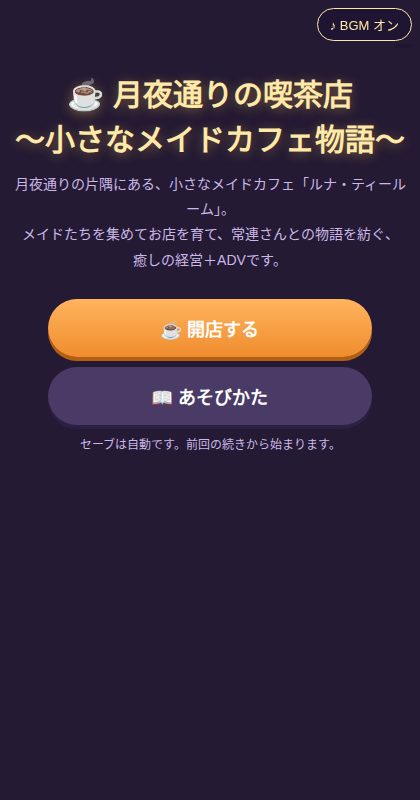 ♪ BGM オン
☕ 月夜通りの喫茶店
〜小さなメイドカフェ物語〜
月夜通りの片隅にある、小さなメイドカフェ「ルナ・ティール
ーム」。
メイドたちを集めてお店を育て、常連さんとの物語を紡ぐ、
癒しの経営＋ADVです。
☕ 開店する
📖 あそびかた
セーブは自動です。前回の続きから始まります。